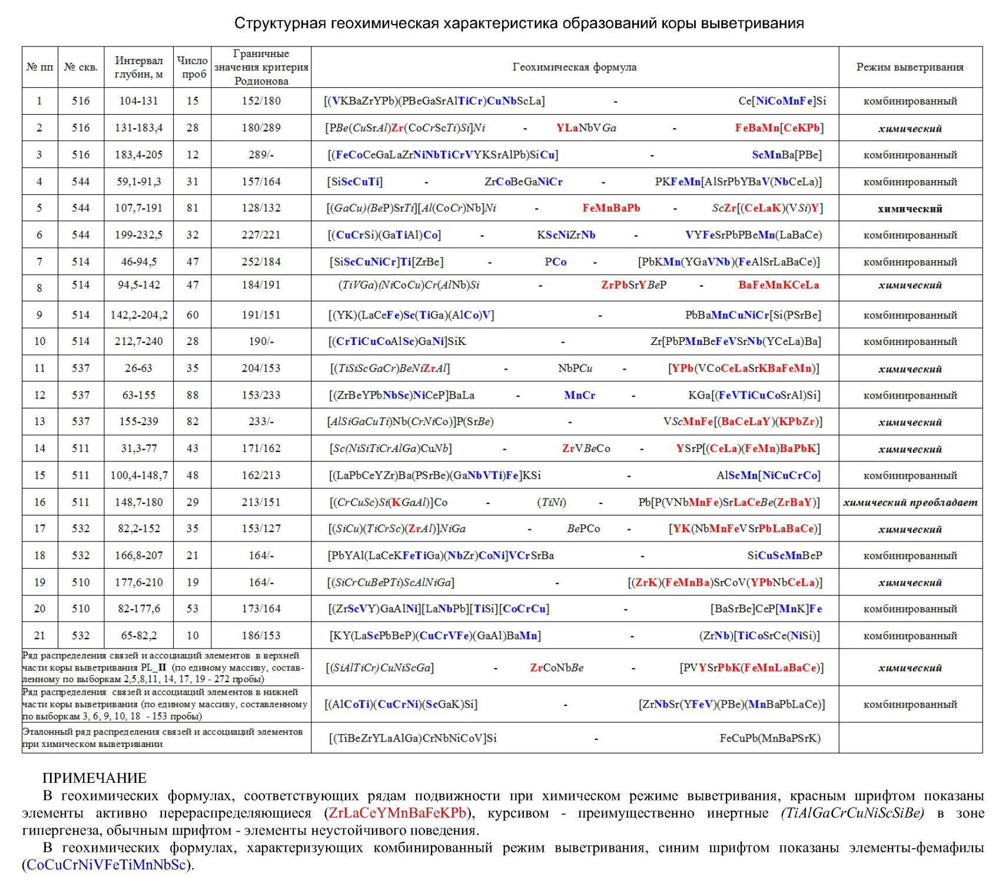 Структурная геохимическая характеристика образований коры выветривания
№ пп № скв. Интервал глубин, м Число проб Граничные значения критерия Родионова Геохимическая формула Режим выветривания
1 516 104-131 15 152/180 [(VKBaZrYPb)(PBeGaSrAlTiCr)CuNbScLa] - Ce[NiCoMnFe]Si комбинированный
2 516 131-183,4 28 180/289 [PBe(CuSrAl)Zr(CoCrScTi)Si]Ni - YLaNbVGa - FeBaMn[CeKPb] химический
3 516 183,4-205 12 289/- [(FeCoCeGaLaZrNiNbTiCrVYKSrAlPb)SiCu] - ScMnBa[PBe] комбинированный
4 544 59,1-91,3 31 157/164 [SiScCuTi] - ZrCoBeGaNiCr - PKFeMn[AlSrPbYBaV(NbCeLa)] комбинированный
5 544 107,7-191 81 128/132 [(GaCu)(BeP)SrTi][Al(CoCr)Nb]Ni - FeMnBaPb - ScZr[(CeLaK)(VSi)Y] химический
6 544 199-232,5 32 227/221 [(CuCrSi)(GaTiAl)Co] - KScNiZrNb - VYFeSrPbPBeMn(LaBaCe) комбинированный
7 514 46-94,5 47 252/184 [SiScCuNiCr]Ti[ZrBe] - PCo - [PbKMn(YGaVNb)(FeAlSrLaBaCe)] комбинированный
8 514 94,5-142 47 184/191 (TiVGa)(NiCoCu)Cr(AlNb)Si - ZrPbSrYBeP - BaFeMnKCeLa химический
9 514 142,2-204,2 60 191/151 [(YK)(LaCeFe)Sc(TiGa)(AlCo)V] - PbBaMnCuNiCr[Si(PSrBe] комбинированный
10 514 212,7-240 28 190/- [(CrTiCuCoAlSc)GaNi]SiK - Zr[PbPMnBeFeVSrNb(YCeLa)Ba] комбинированный
11 537 26-63 35 204/153 [(TiSiScGaCr)BeNiZrAl] - NbPCu - [YPb(VCoCeLaSrKBaFeMn)] химический
12 537 63-155 88 153/233 [(ZrBeYPbNbSc)NiCeP]BaLa - MnCr - KGa[(FeVTiCuCoSrAl)Si] комбинированный
13 537 155-239 82 233/- [AlSiGaCuTi)Nb(CrNiCo)]P(SrBe) - VScMnFe[(BaCeLaY)(KPbZr)] химический
14 511 31,3-77 43 171/162 [Sc(NiSiTiCrAlGa)CuNb] - ZrVBeCo - YSrP[(CeLa)(FeMn)BaPbK] химический
15 511 100,4-148,7 48 162/213 [(LaPbCeYZr)Ba(PSrBe)(GaNbVTi)Fe]KSi - AlScMn[NiCuCrCo] комбинированный
16 511 148,7-180 29 213/151 [(CrCuSc)Si(KGaAl)]Co - (TiNi) - Pb[P(VNbMnFe)SrLaCeBe(ZrBaY)] химический преобладает
17 532 82,2-152 35 153/127 [(SiCu)(TiCrSc)(ZrAl)]NiGa - BePCo - [YK(NbMnFeVSrPbLaBaCe)] химический
18 532 166,8-207 21 164/- [PbYAl(LaCeKFeTiGa)(NbZr)CoNi]VCrSrBa - SiCuScMnBeP комбинированный
19 510 177,6-210 19 164/- [(SiCrCuBePTi)ScAlNiGa] - [(ZrK)(FeMnBa)SrCoV(YPbNbCeLa)] химический
20 510 82-177,6 53 173/164 [(ZrScVY)GaAlNi][LaNbPb][TiSi][CoCrCu] - [BaSrBe]CeP[MnK]Fe комбинированный
21 532 65-82,2 10 186/153 [KY(LaScPbBeP)(CuCrVFe)(GaAl)BaMn] - (ZrNb)[TiCoSrCe(NiSi)] комбинированный
Ряд распределения связей и ассоциаций элементов в верхней
части коры выветривания PL_II (по единому массиву, состав-
ленному по выборкам 2,5,8,11, 14, 17, 19 - 272 пробы)
[(SiAlTiCr)CuNiScGa] - ZrCoNbBe - [PVYSrPbK(FeMnLaBaCe)] химический
Ряд распределения связей и ассоциаций элементов в нижней
части коры выветривания (по единому массиву, составленному
по выборкам 3, 6, 9, 10, 18 - 153 пробы)
[(AlCoTi)(CuCrNi)(ScGaK)Si] - [ZrNbSr(YFeV)(PBe)(MnBaPbLaCe)] комбинированный
Эталонный ряд распределения связей и ассоциаций элементов
при химическом выветривании
[(TiBeZrYLaAlGa)CrNbNiCoV]Si - FeCuPb(MnBaPSrK)
ПРИМЕЧАНИЕ
В геохимических формулах, соответствующих рядам подвижности при химическом режиме выветривания, красным шрифтом показаны
элементы активно перераспределяющиеся (ZrLaCeYMnBaFeKPb), курсивом - преимущественно инертные (TiAlGaCrCuNiScSiBe) в зоне
гипергенеза, обычным шрифтом - элементы неустойчивого поведения.
В геохимических формулах, характеризующих комбинированный режим выветривания, синим шрифтом показаны элементы-фемафилы
(CoCuCrNiVFeTiMnNbSc).